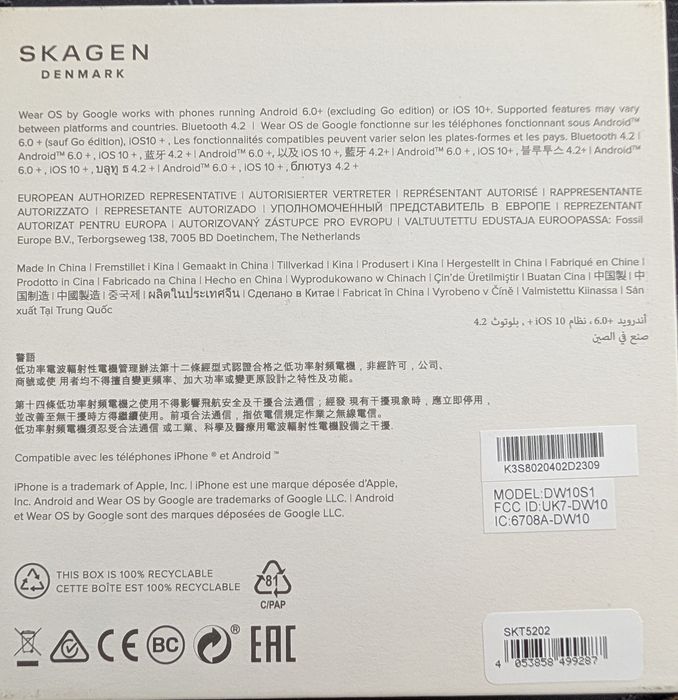 SKAGEN
DENMARK
Wear OS by Google works with phones running Android 6.0+ (excluding Go edition) or iOS 10+. Supported features may vary
between platforms and countries. Bluetooth 4.2 | Wear OS de Google fonctionne sur les téléphones fonctionnant sous Android™
6.0 + (sauf Go édition), iOS10 + , Les fonctionnalités compatibles peuvent varier selon les plates-formes et les pays. Bluetooth 4.2 |
Android™ 6.0 + , iOS 10 + , 蓝牙 4.2 + | Android™ 6.0 +, 以及 iOS 10+, 藍牙 4.2+ | Android™ 6.0 + , iOS 10+ , 블루투스 4.2+ | Android™
6.0 + , iOS 10 + , บลูทู ธ 4.2 + | Android™ 6.0 + , iOS 10 + , блютуз 4.2 +
EUROPEAN AUTHORIZED REPRESENTATIVE | AUTORISIERTER VERTRETER | REPRÉSENTANT AUTORISÉ | RAPPRESENTANTE
AUTORIZZATO | REPRESETANTE AUTORIZADO | УПОЛНОМОЧЕННЫЙ ПРЕДСТАВИТЕЛЬ В ЕВРОПЕ | REPREZENTANT
AUTORIZAT PENTRU EUROPA | AUTORIZOVANÝ ZÁSTUPCE PRO EVROPU | VALTUUTETTU EDUSTAJA EUROOPASSA: Fossil
Europe B.V., Terborgseweg 138, 7005 BD Doetinchem, The Netherlands
Made In China | Fremstillet i Kina | Gemaakt in China | Tillverkad i Kina | Produsert i Kina | Hergestellt in China | Fabriqué en Chine |
Prodotto in Cina | Fabricado na China | Hecho en China | Wyprodukowano w Chinach | Çin'de Üretilmiştir | Buatan Cina | 中国製 | 中
国制造 | 中國製造 | 중국제 | ผลิตในประเทศจีน | Сделано в Китае | Fabricat în China | Vyrobeno v Číně | Valmistettu Kiinassa | Sản
xuất Tại Trung Quốc
أندرويد +6.0 ، نظام iOS 10 + ، بلوتوث 4.2
صنع في الصين
警語
低功率電波輻射性電機管理辦法第十二條經型式認證合格之低功率射頻電機，非經許可，公司、
商號或使 用者均不得擅自變更頻率、加大功率或變更原設計之特性及功能。
第十四條低功率射頻電機之使用不得影響飛航安全及干擾合法通信；經發 現有干擾現象時，應立即停用，
並改善至無干擾時方得繼續使用。前項合法通信，指依電信規定作業之無線電信。
低功率射頻電機須忍受合法通信 或工業、科學及醫療用電波輻射性電機設備之干擾.
Compatible avec les téléphones iPhone ® et Android ™
iPhone is a trademark of Apple, Inc. | iPhone est une marque déposée d'Apple,
Inc. Android and Wear OS by Google are trademarks of Google LLC. | Android
et Wear OS by Google sont des marques déposées de Google LLC.
K3S8020402D2309
MODEL:DW10S1
FCC ID:UK7-DW10
IC:6708A-DW10
THIS BOX IS 100% RECYCLABLE
CETTE BOÎTE EST 100% RECYCLABLE
81
C/PAP
CE
BC
®
EAC
SKT5202
4 053858 499287